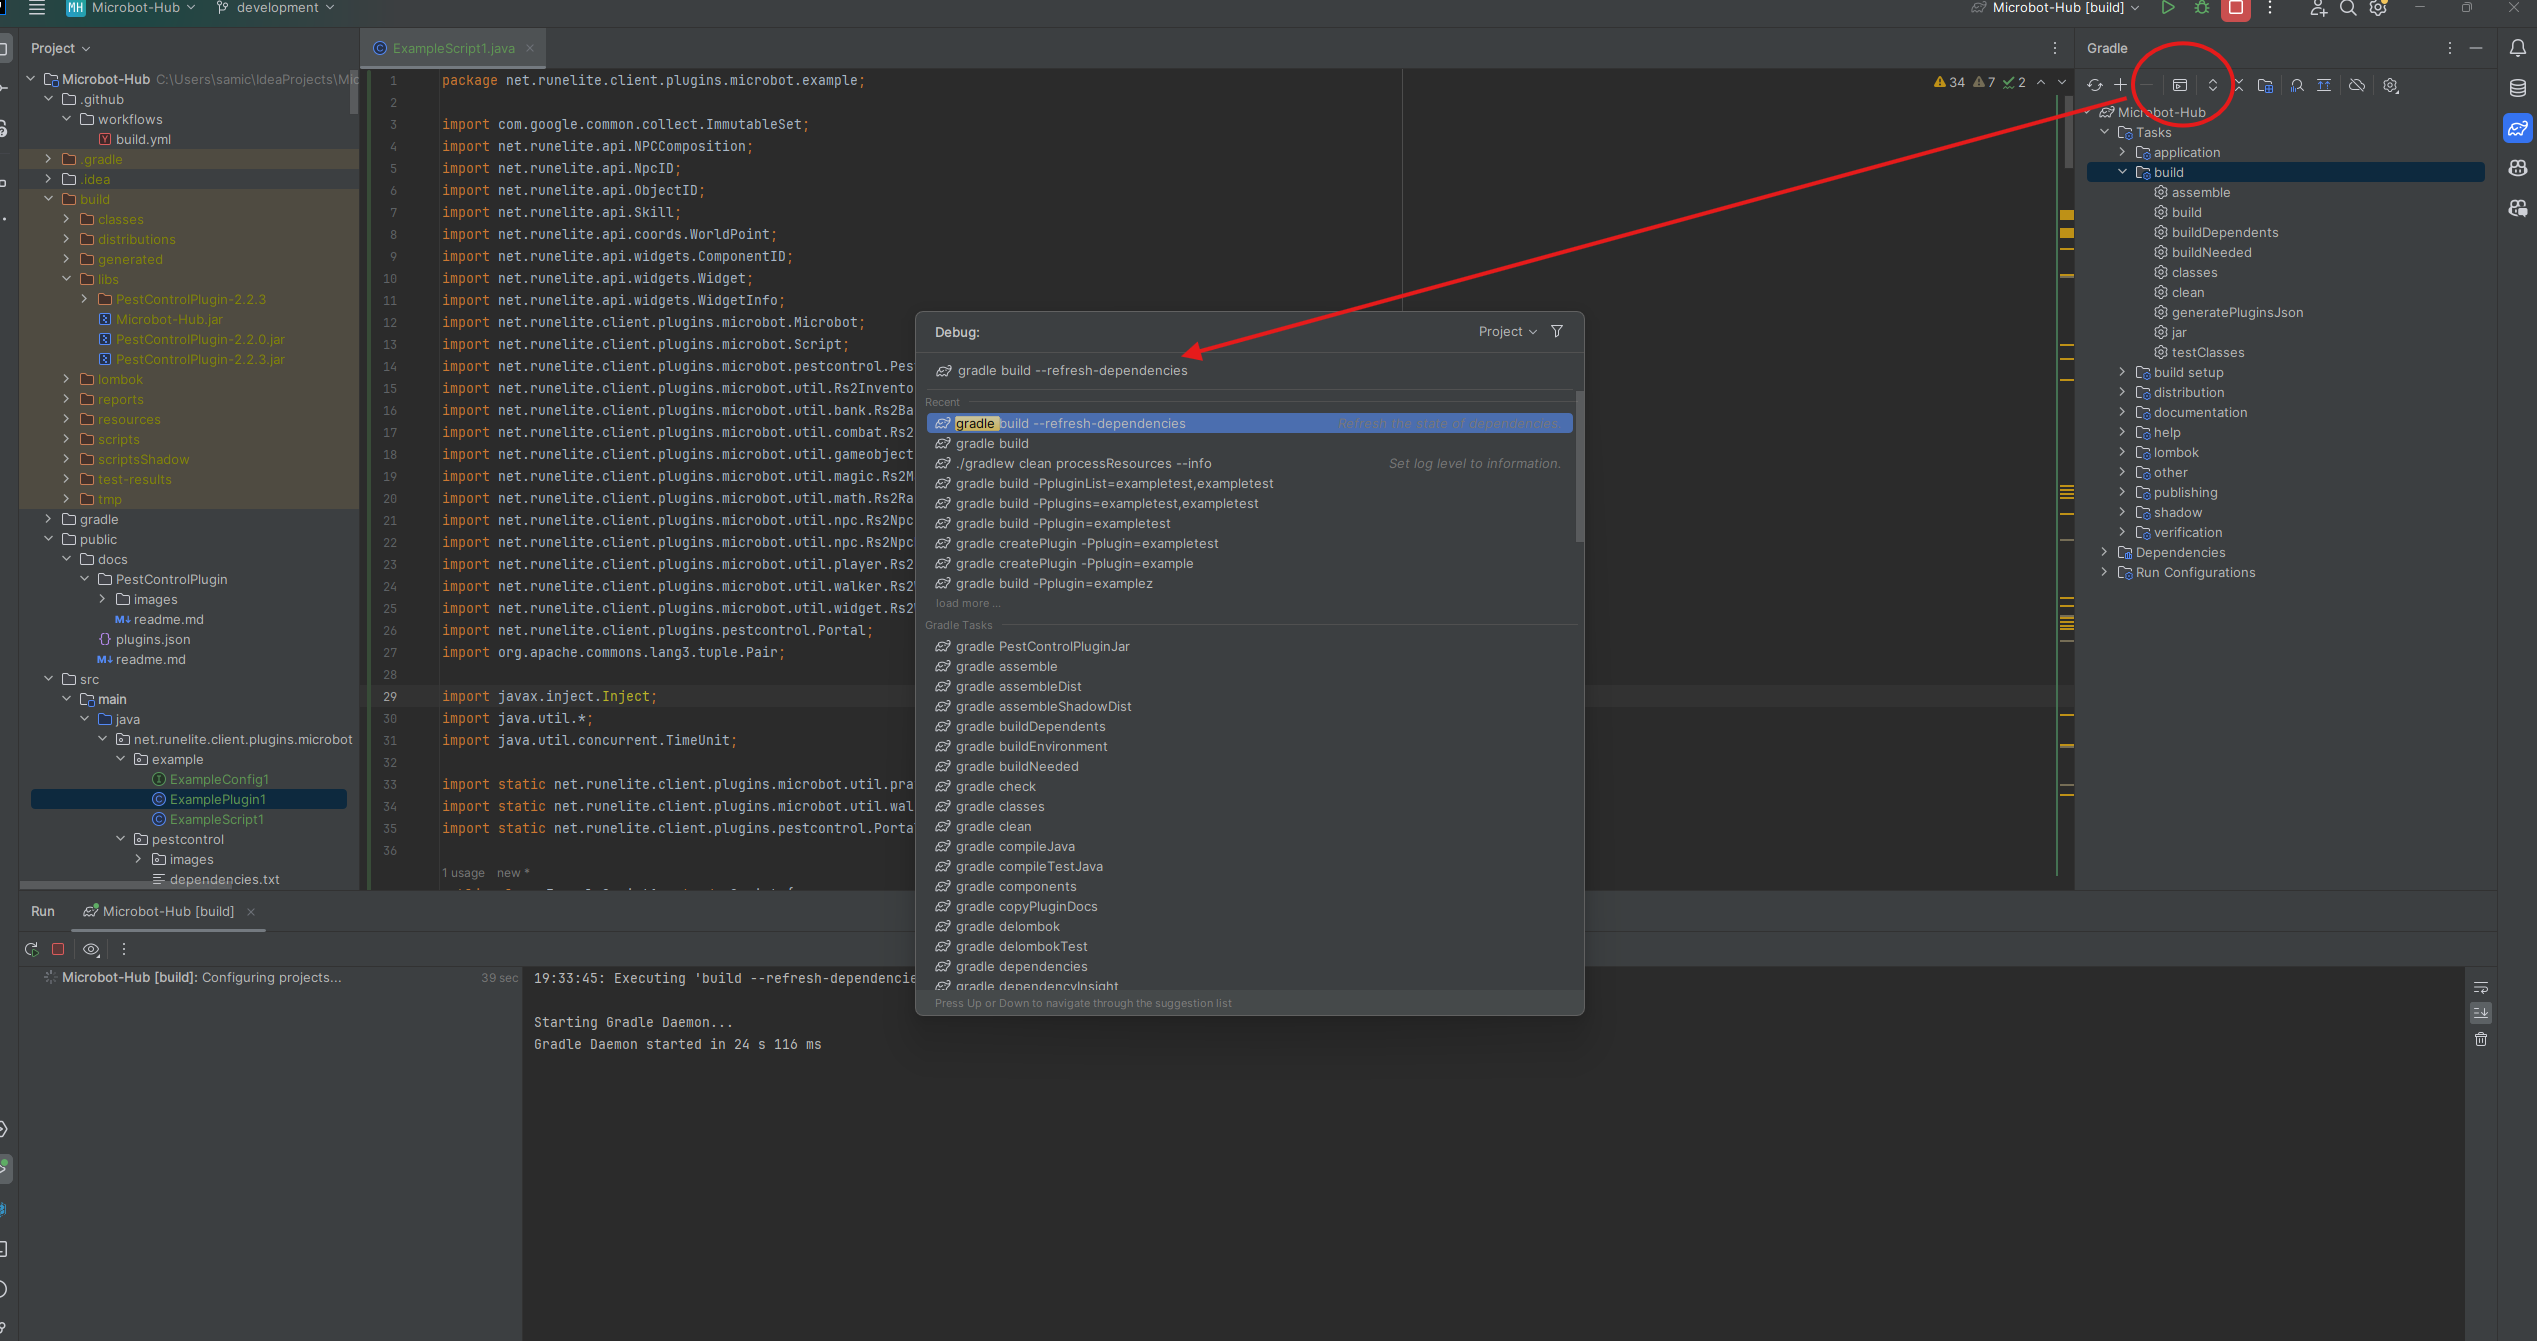 MH Microbot-Hub development
Microbot-Hub [build]
Project
Microbot-Hub C:\Users\samic\IdeaProjects\Mic
.github
workflows
build.yml
.gradle
.idea
build
classes
distributions
generated
libs
PestControlPlugin-2.2.3
Microbot-Hub.jar
PestControlPlugin-2.2.0.jar
PestControlPlugin-2.2.3.jar
lombok
reports
resources
scripts
scriptsShadow
test-results
tmp
gradle
public
docs
PestControlPlugin
images
readme.md
plugins.json
readme.md
src
main
java
net.runelite.client.plugins.microbot
example
ExampleConfig1
ExamplePlugin1
ExampleScript1
pestcontrol
images
dependencies.txt
ExampleScript1.java
34 7 2
1 package net.runelite.client.plugins.microbot.example;
2
3 import com.google.common.collect.ImmutableSet;
4 import net.runelite.api.NPCComposition;
5 import net.runelite.api.NpcID;
6 import net.runelite.api.ObjectID;
7 import net.runelite.api.Skill;
8 import net.runelite.api.coords.WorldPoint;
9 import net.runelite.api.widgets.ComponentID;
10 import net.runelite.api.widgets.Widget;
11 import net.runelite.api.widgets.WidgetInfo;
12 import net.runelite.client.plugins.microbot.Microbot;
13 import net.runelite.client.plugins.microbot.Script;
14 import net.runelite.client.plugins.microbot.pestcontrol.Pes
15 import net.runelite.client.plugins.microbot.util.Rs2Invento
16 import net.runelite.client.plugins.microbot.util.bank.Rs2Ba
17 import net.runelite.client.plugins.microbot.util.combat.Rs2
18 import net.runelite.client.plugins.microbot.util.gameobject
19 import net.runelite.client.plugins.microbot.util.magic.Rs2M
20 import net.runelite.client.plugins.microbot.util.math.Rs2Ra
21 import net.runelite.client.plugins.microbot.util.npc.Rs2Npc
22 import net.runelite.client.plugins.microbot.util.npc.Rs2Npc
23 import net.runelite.client.plugins.microbot.util.player.Rs2
24 import net.runelite.client.plugins.microbot.util.walker.Rs2
25 import net.runelite.client.plugins.microbot.util.widget.Rs2
26 import net.runelite.client.plugins.pestcontrol.Portal;
27 import org.apache.commons.lang3.tuple.Pair;
28
29 import javax.inject.Inject;
30 import java.util.*;
31 import java.util.concurrent.TimeUnit;
32
33 import static net.runelite.client.plugins.microbot.util.pra
34 import static net.runelite.client.plugins.microbot.util.wal
35 import static net.runelite.client.plugins.pestcontrol.Porta
36
1 usage new *
Debug: Project
gradle build --refresh-dependencies
Recent
gradle build --refresh-dependencies Refresh the state of dependencies.
gradle build
./gradlew clean processResources --info Set log level to information.
gradle build -PpluginList=exampletest,exampletest
gradle build -Pplugins=exampletest,exampletest
gradle build -Pplugin=exampletest
gradle createPlugin -Pplugin=exampletest
gradle createPlugin -Pplugin=example
gradle build -Pplugin=examplez
load more ...
Gradle Tasks
gradle PestControlPluginJar
gradle assemble
gradle assembleDist
gradle assembleShadowDist
gradle buildDependents
gradle buildEnvironment
gradle buildNeeded
gradle check
gradle classes
gradle clean
gradle compileJava
gradle compileTestJava
gradle components
gradle copyPluginDocs
gradle delombok
gradle delombokTest
gradle dependencies
gradle dependencyInsight
Press Up or Down to navigate through the suggestion list
Gradle
Microbot-Hub
Tasks
application
build
assemble
build
buildDependents
buildNeeded
classes
clean
generatePluginsJson
jar
testClasses
build setup
distribution
documentation
help
lombok
other
publishing
shadow
verification
Dependencies
Run Configurations
Run Microbot-Hub [build]
Microbot-Hub [build]: Configuring projects... 39 sec
19:33:45: Executing 'build --refresh-dependencie
Starting Gradle Daemon...
Gradle Daemon started in 24 s 116 ms